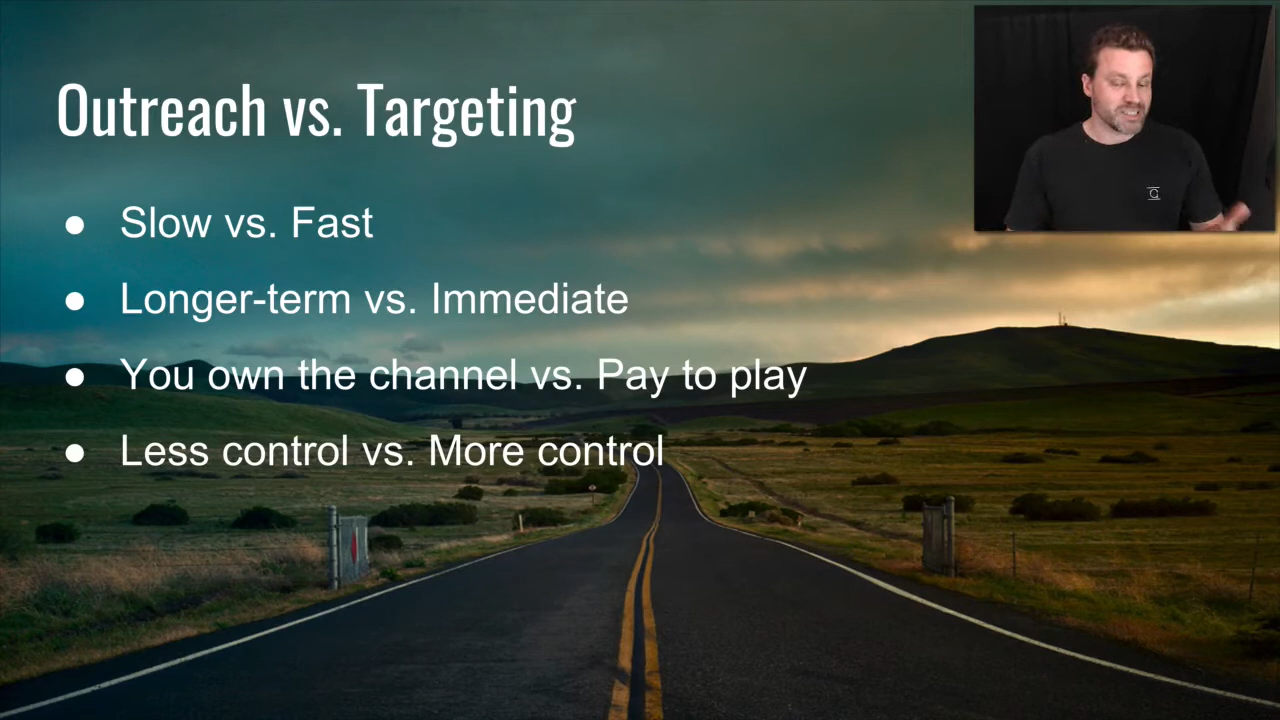 Outreach vs. Targeting
● Slow vs. Fast
● Longer-term vs. Immediate
● You own the channel vs. Pay to play
● Less control vs. More control